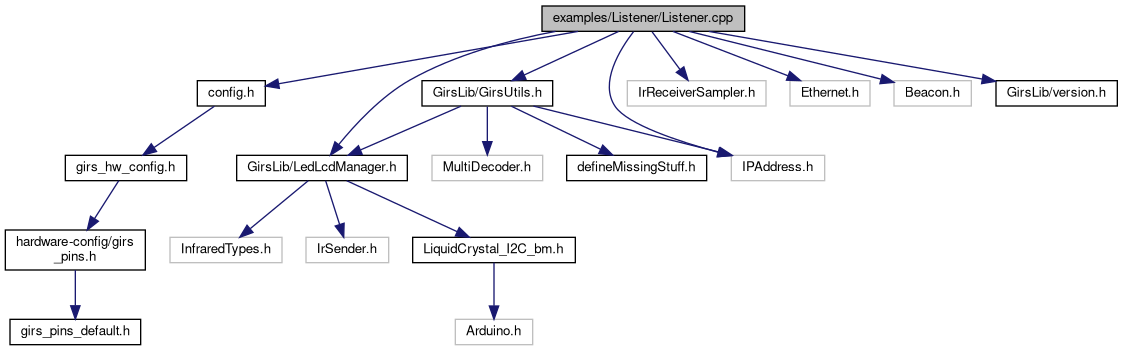 examples/Listener/Listener.cpp
config.h
GirsLib/GirsUtils.h
IrReceiverSampler.h
Ethernet.h
Beacon.h
GirsLib/version.h
girs_hw_config.h
GirsLib/LedLcdManager.h
MultiDecoder.h
defineMissingStuff.h
IPAddress.h
hardware-config/girs
_pins.h
InfraredTypes.h
IrSender.h
LiquidCrystal_I2C_bm.h
girs_pins_default.h
Arduino.h